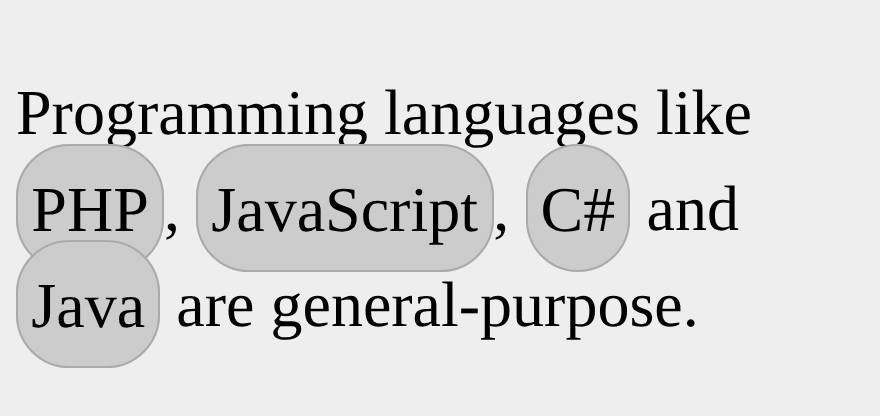 Programming languages like
PHP, JavaScript, C# and
Java are general-purpose.